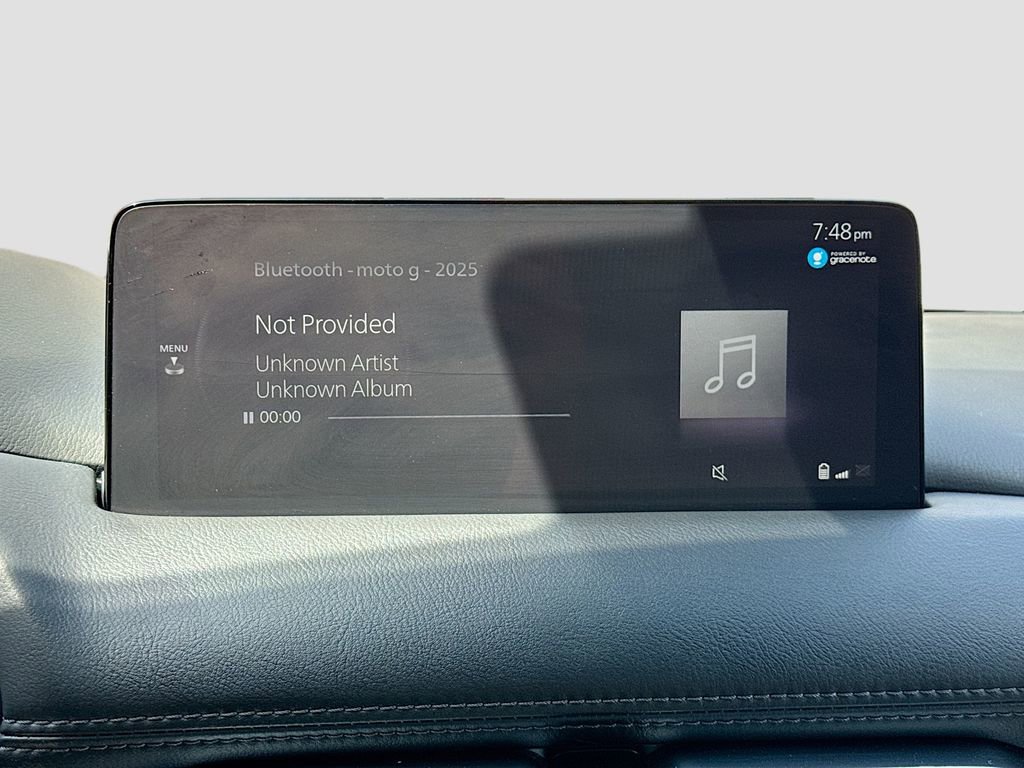 7:48 pm
POWERED BY
gracenote
Bluetooth - moto g - 2025
Not Provided
MENU
Unknown Artist
Unknown Album
00:00